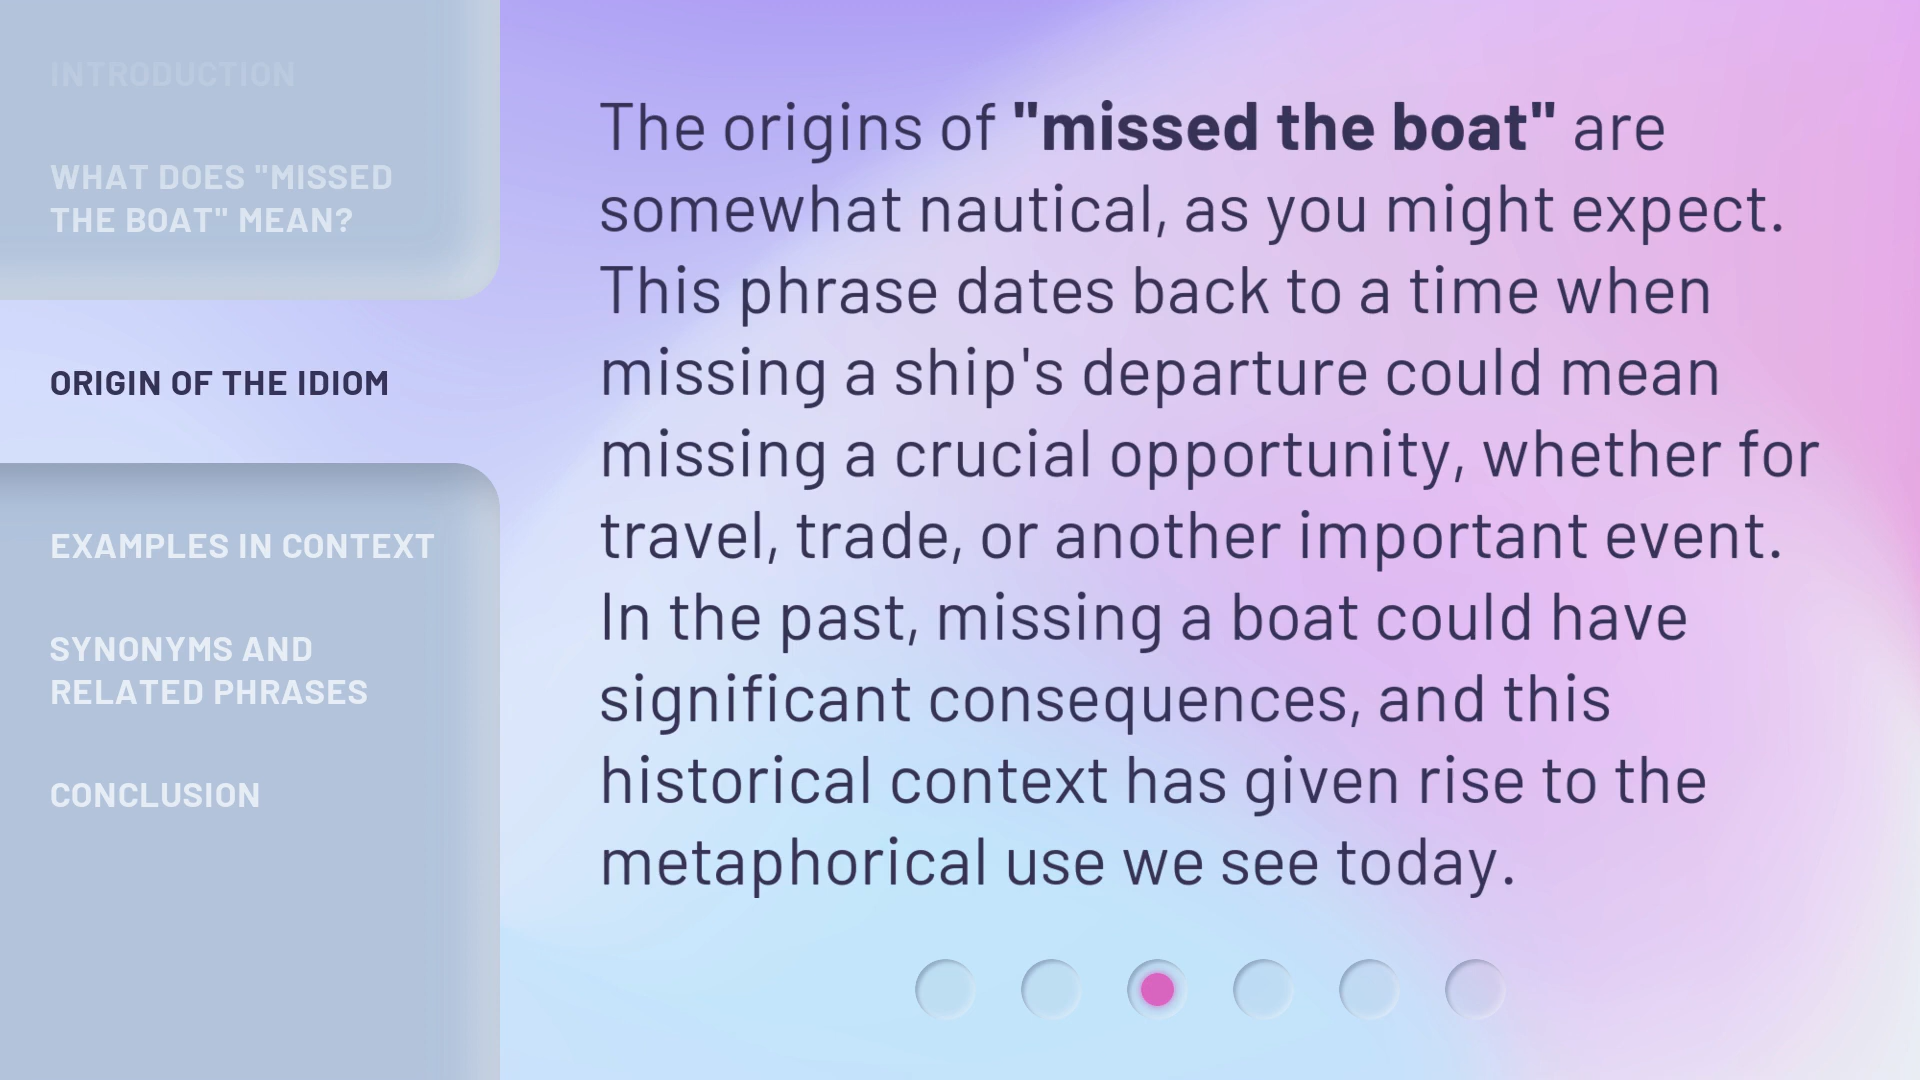 INTRODUCTION
WHAT DOES "MISSED
THE BOAT" MEAN?
ORIGIN OF THE IDIOM
EXAMPLES IN CONTEXT
SYNONYMS AND
RELATED PHRASES
CONCLUSION
The origins of "missed the boat" are
somewhat nautical, as you might expect.
This phrase dates back to a time when
missing a ship's departure could mean
missing a crucial opportunity, whether for
travel, trade, or another important event.
In the past, missing a boat could have
significant consequences, and this
historical context has given rise to the
metaphorical use we see today.